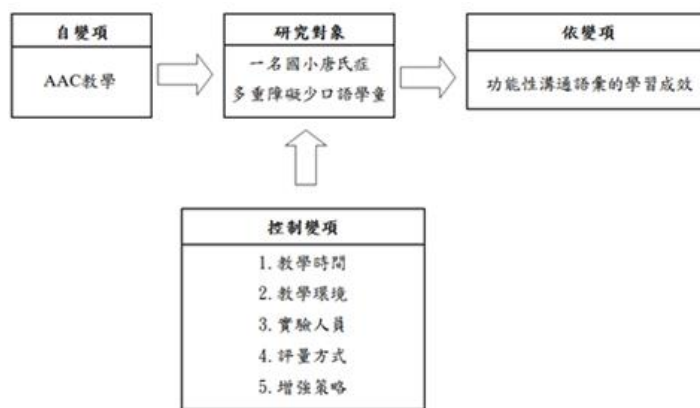 自變項
AAC教學
研究對象
一名國小唐氏症
多重障礙少口語學童
依變項
功能性溝通語彙的學習成效
控制變項
1. 教學時間
2. 教學環境
3. 實驗人員
4. 評量方式
5. 增強策略